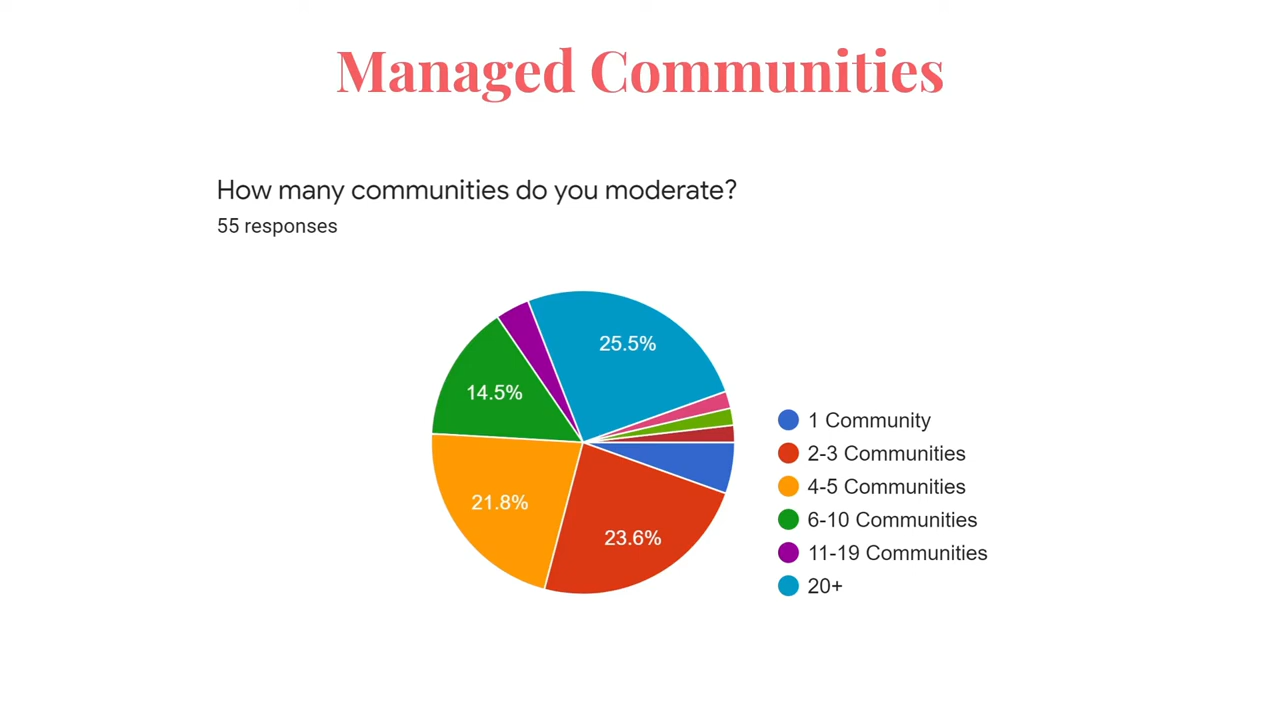 Managed Communities
How many communities do you moderate?
55 responses
25.5%
14.5%
21.8%
23.6%
1 Community
2-3 Communities
4-5 Communities
6-10 Communities
11-19 Communities
20+